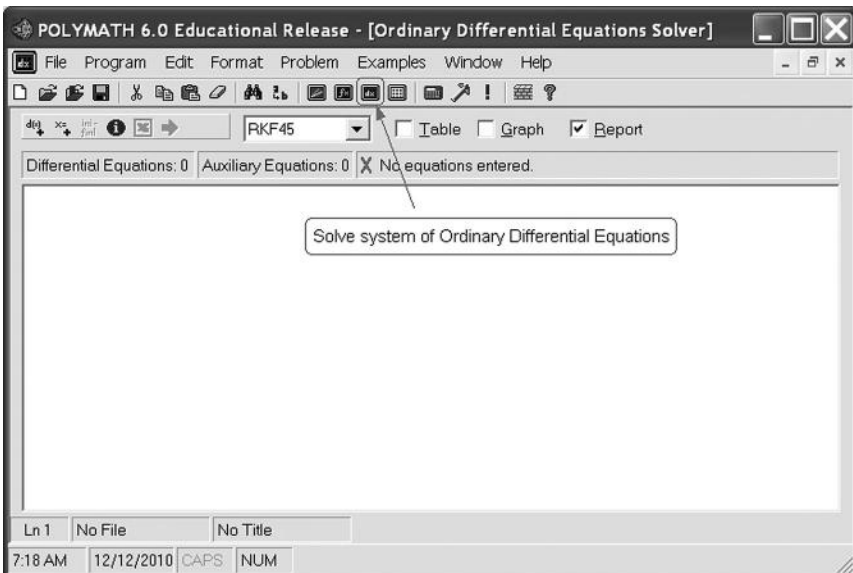 POLYMATH 6.0 Educational Release - [Ordinary Differential Equations Solver]
File Program Edit Format Problem Examples Window Help
d(x) x= ini- finl RKF45 Table Graph Report
Differential Equations: 0 Auxiliary Equations: 0 No equations entered.
Solve system of Ordinary Differential Equations
Ln 1 No File No Title
7:18 AM 12/12/2010 CAPS NUM